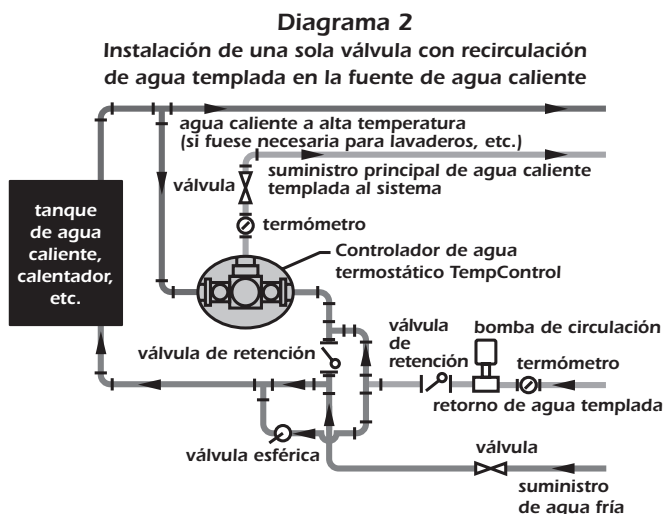 Diagrama 2
Instalación de una sola válvula con recirculación
de agua templada en la fuente de agua caliente
agua caliente a alta temperatura
(si fuese necesaria para lavaderos, etc.)
válvula
suministro principal de agua caliente
templada al sistema
tanque
de agua
caliente,
calentador,
etc.
termómetro
Controlador de agua
termostático TempControl
válvula de retención
válvula
de
retención
bomba de circulación
termómetro
retorno de agua templada
válvula esférica
válvula
suministro
de agua fría